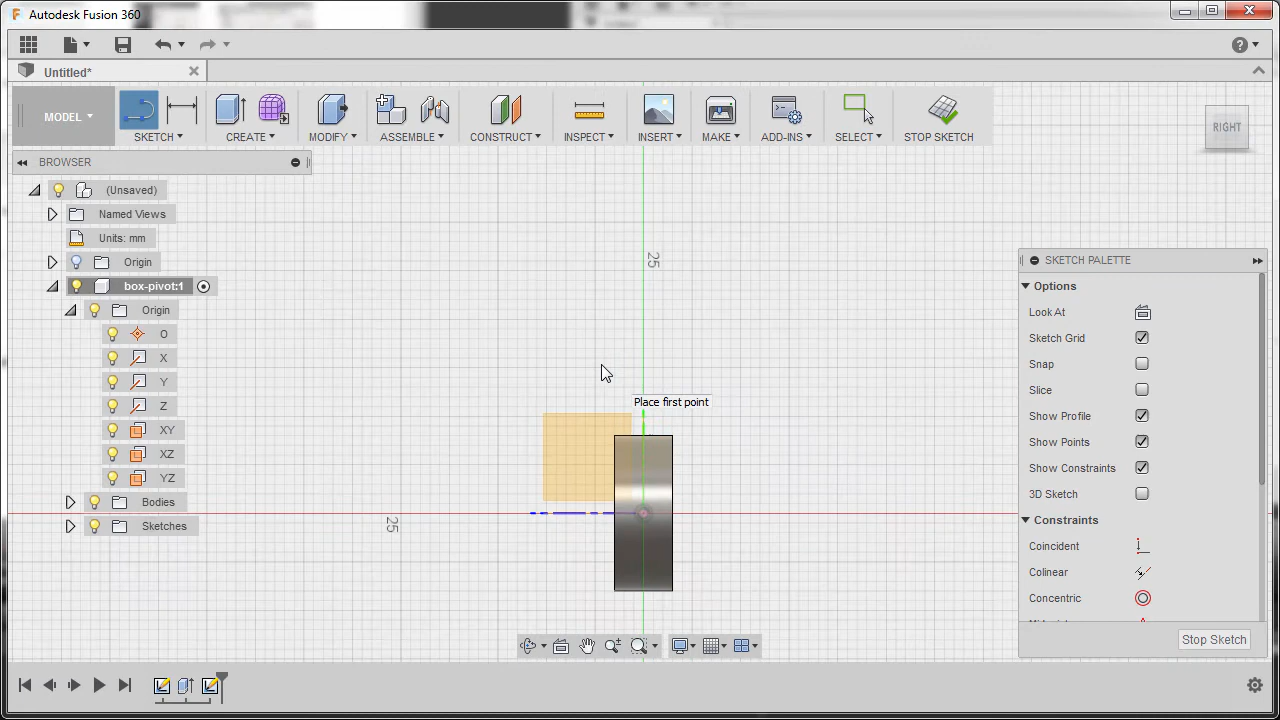 Autodesk Fusion 360
Untitled*
MODEL
SKETCH
CREATE
MODIFY
ASSEMBLE
CONSTRUCT
INSPECT
INSERT
MAKE
ADD-INS
SELECT
STOP SKETCH
RIGHT
BROWSER
(Unsaved)
Named Views
Units: mm
Origin
box-pivot:1
Origin
O
X
Y
Z
XY
XZ
YZ
Bodies
Sketches
25
25
Place first point
SKETCH PALETTE
Options
Look At
Sketch Grid
Snap
Slice
Show Profile
Show Points
Show Constraints
3D Sketch
Constraints
Coincident
Colinear
Concentric
Stop Sketch